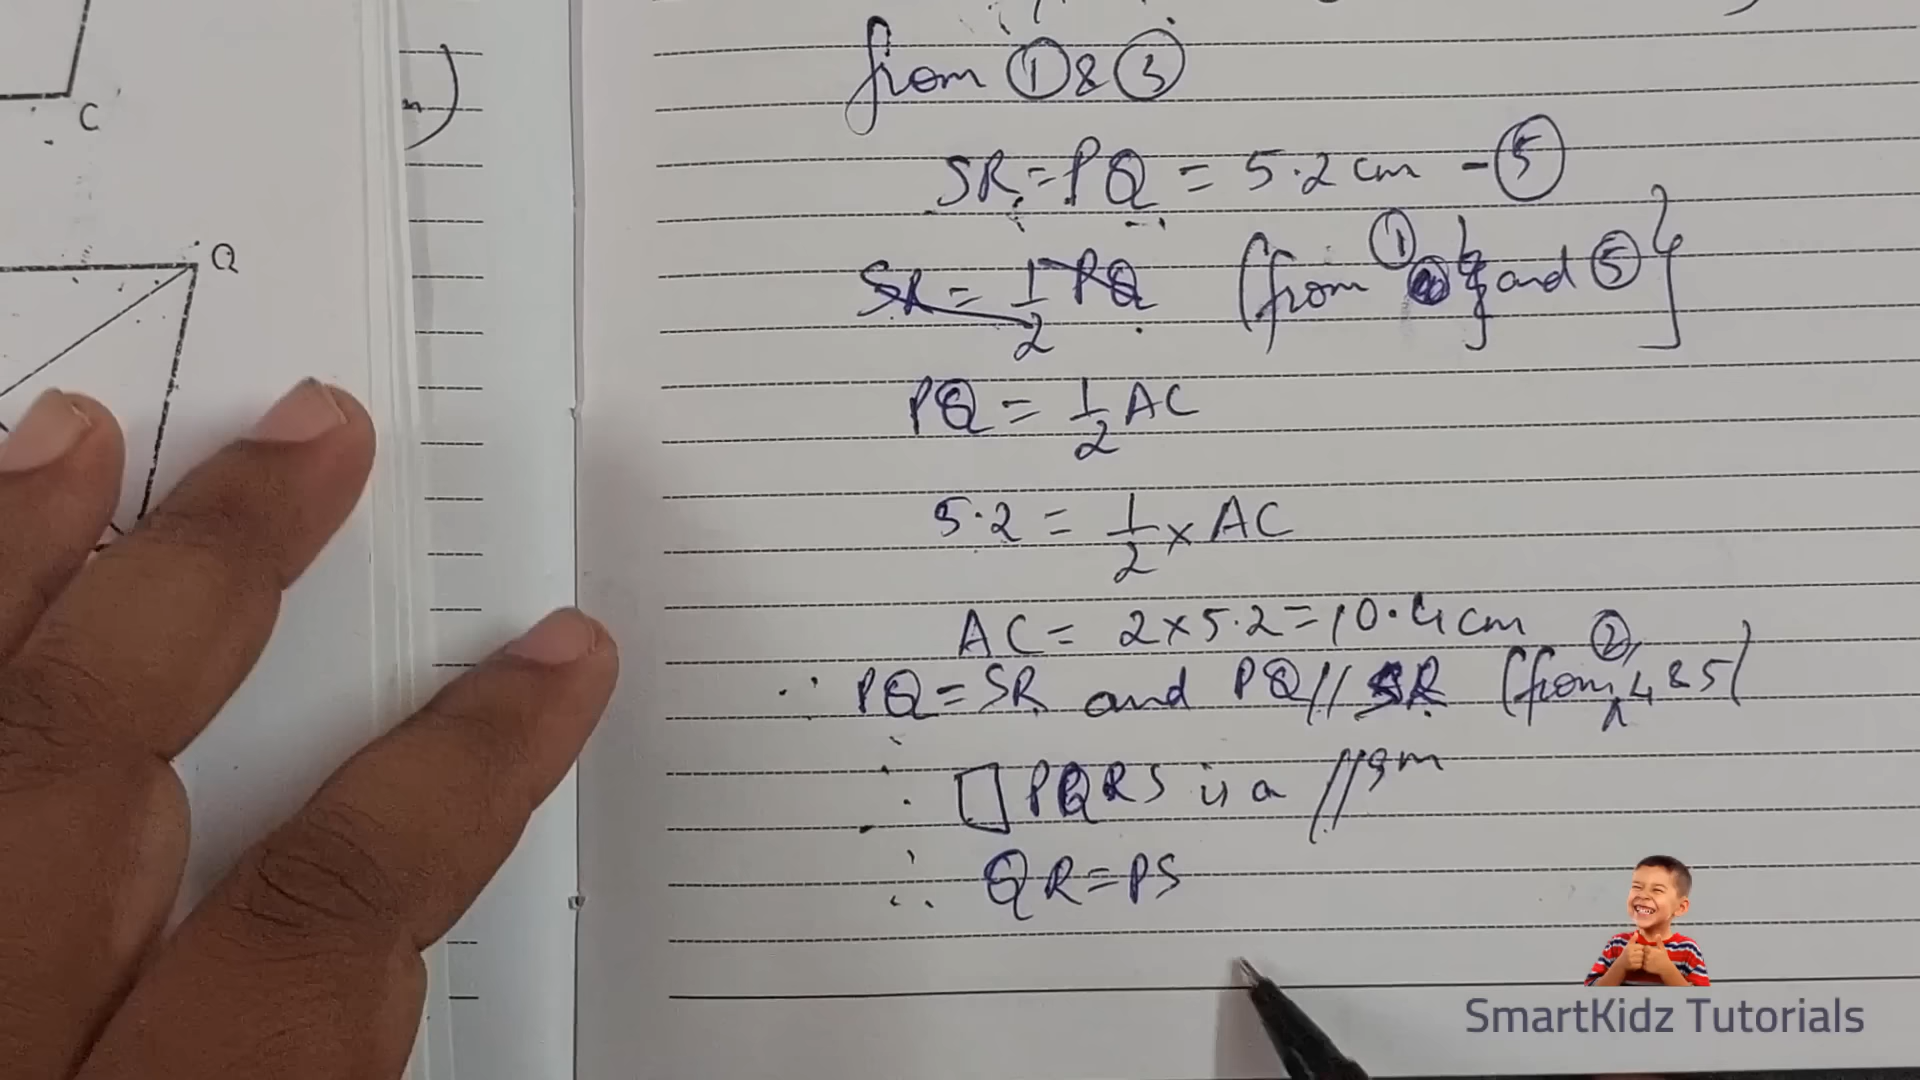 C
Q
from ① & ③
SR = PQ = 5.2 cm - ⑤
SR = 1/2 PQ (from ① and ⑤)
PQ = 1/2 AC
5.2 = 1/2 × AC
AC = 2×5.2 = 10.4 cm
∴ PQ = SR and PQ // SR (from ②, 4 & 5)
∴ □ PQRS is a //gm
∴ QR = PS
SmartKidz Tutorials